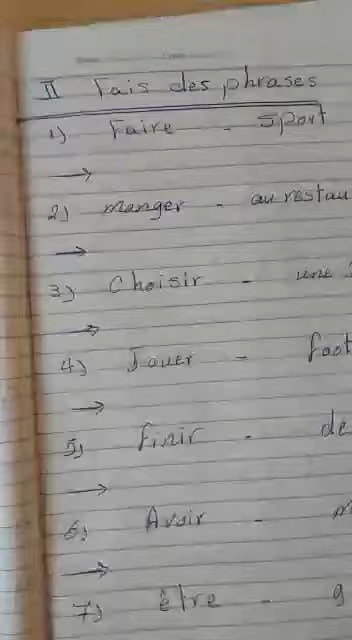 II Fais des phrases
1) Faire - Sport
→
2) manger - au restau
→
3) Choisir - une
→
4) Jouer - foot
→
5) Finir - de
→
6) Avoir - m
→
7) être - g